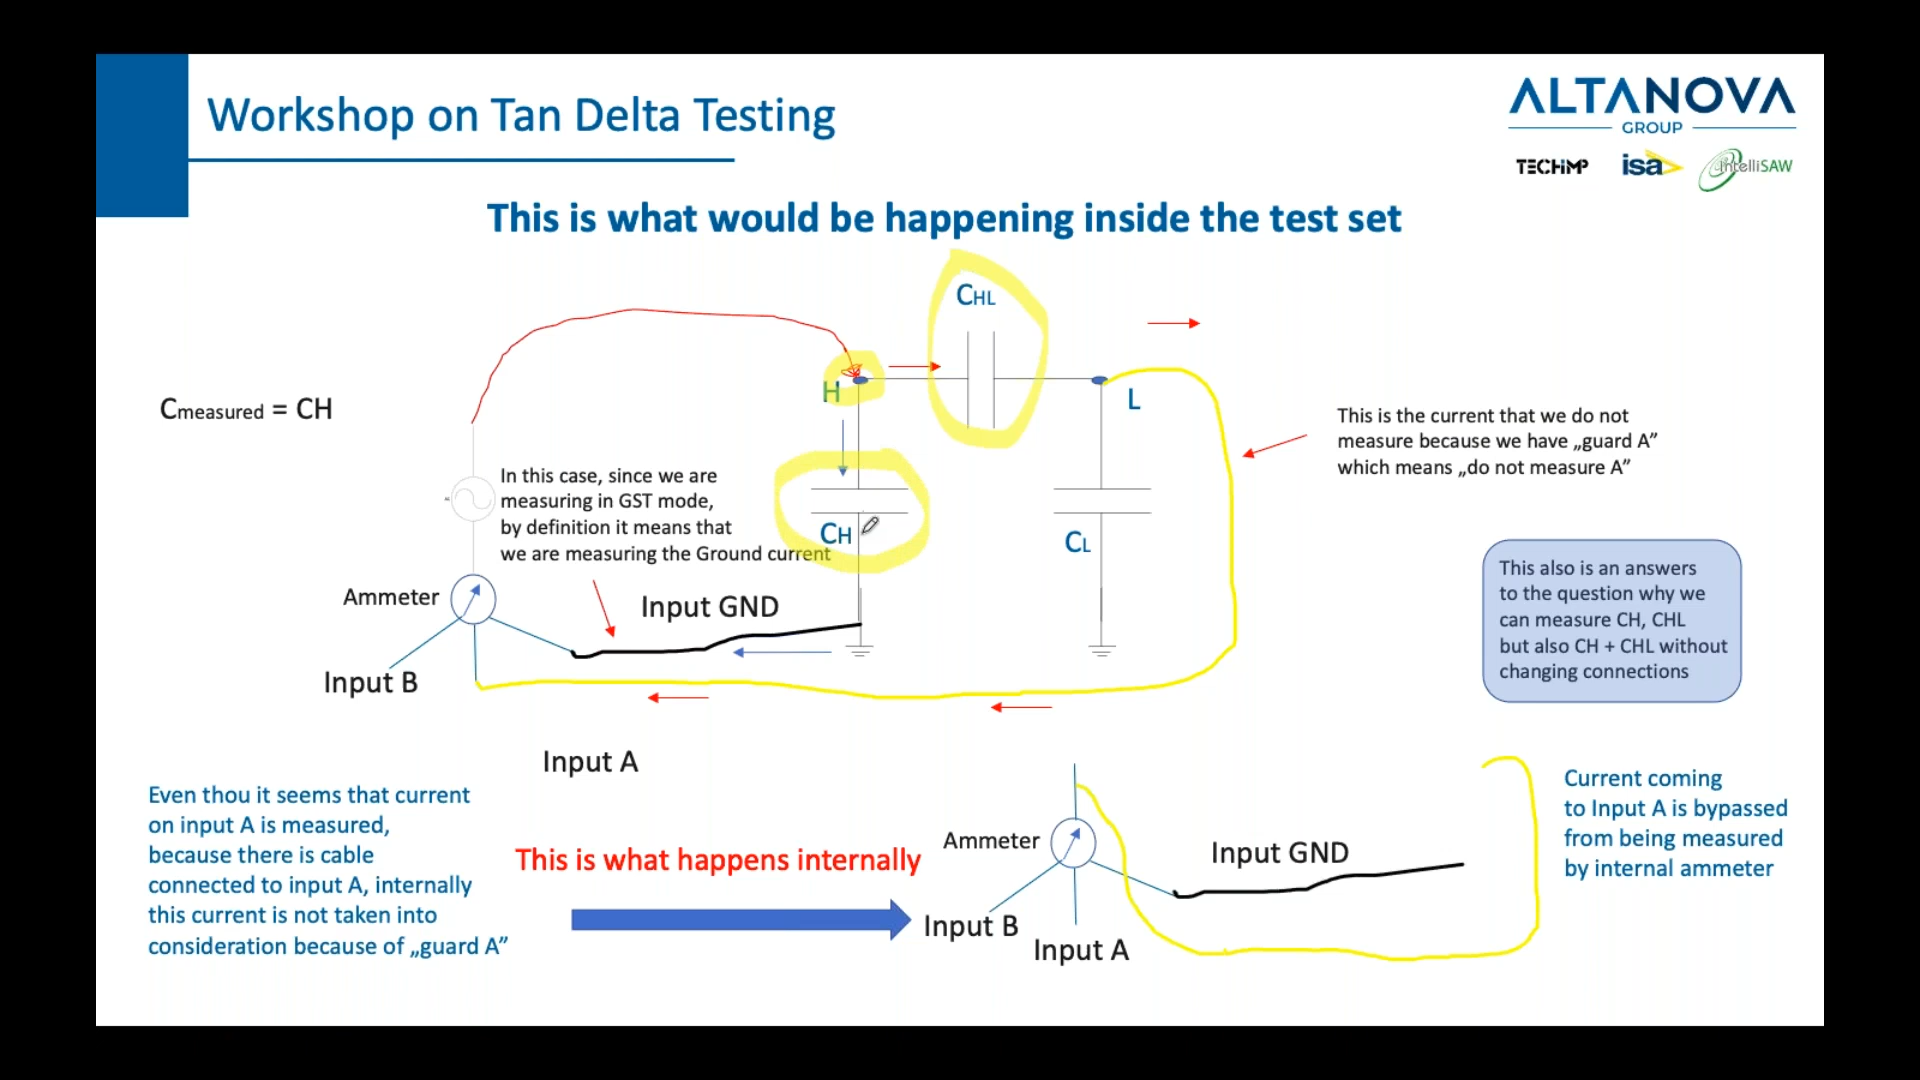 Workshop on Tan Delta Testing
ALTANOVA
GROUP
TECHIMP
isa
IntelliSAW
This is what would be happening inside the test set
CHL
H
L
Cmeasured = CH
This is the current that we do not
measure because we have „guard A”
which means „do not measure A”
In this case, since we are
measuring in GST mode,
by definition it means that
we are measuring the Ground current
CH
CL
Ammeter
Input GND
Input B
This also is an answers
to the question why we
can measure CH, CHL
but also CH + CHL without
changing connections
Input A
Even thou it seems that current
on input A is measured,
because there is cable
connected to input A, internally
this current is not taken into
consideration because of „guard A”
This is what happens internally
Ammeter
Input GND
Input B
Input A
Current coming
to Input A is bypassed
from being measured
by internal ammeter